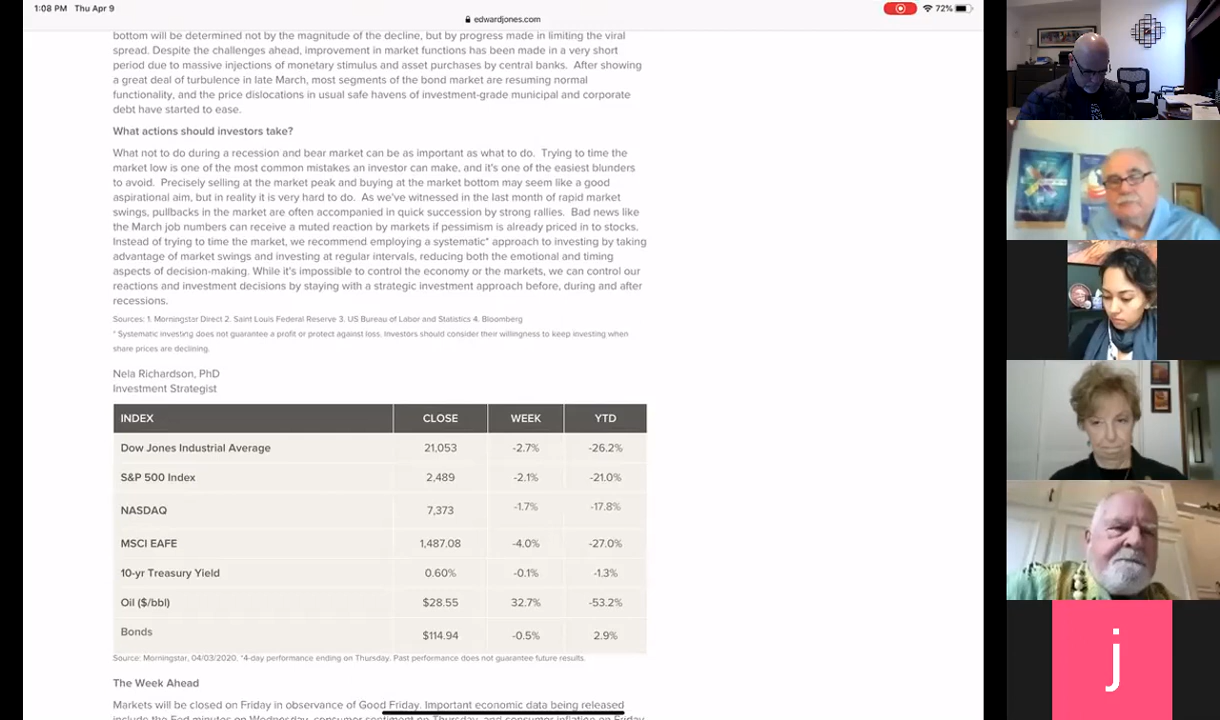 1:08 PM Thu Apr 9
72%
edwardjones.com
bottom will be determined not by the magnitude of the decline, but by progress made in limiting the viral
spread. Despite the challenges ahead, improvement in market functions has been made in a very short
period due to massive injections of monetary stimulus and asset purchases by central banks. After showing
a great deal of turbulence in late March, most segments of the bond market are resuming normal
functionality, and the price dislocations in usual safe havens of investment-grade municipal and corporate
debt have started to ease.
What actions should investors take?
What not to do during a recession and bear market can be as important as what to do. Trying to time the
market low is one of the most common mistakes an investor can make, and it's one of the easiest blunders
to avoid. Precisely selling at the market peak and buying at the market bottom may seem like a good
aspirational aim, but in reality it is very hard to do. As we've witnessed in the last month of rapid market
swings, pullbacks in the market are often accompanied in quick succession by strong rallies. Bad news like
the March job numbers can receive a muted reaction by markets if pessimism is already priced in to stocks.
Instead of trying to time the market, we recommend employing a systematic* approach to investing by taking
advantage of market swings and investing at regular intervals, reducing both the emotional and timing
aspects of decision-making. While it's impossible to control the economy or the markets, we can control our
reactions and investment decisions by staying with a strategic investment approach before, during and after
recessions.
Sources: 1. Morningstar Direct 2. Saint Louis Federal Reserve 3. US Bureau of Labor and Statistics 4. Bloomberg
* Systematic investing does not guarantee a profit or protect against loss. Investors should consider their willingness to keep investing when
share prices are declining.
Nela Richardson, PhD
Investment Strategist
INDEX CLOSE WEEK YTD
Dow Jones Industrial Average 21,053 -2.7% -26.2%
S&P 500 Index 2,489 -2.1% -21.0%
NASDAQ 7,373 -1.7% -17.8%
MSCI EAFE 1,487.08 -4.0% -27.0%
10-yr Treasury Yield 0.60% -0.1% -1.3%
Oil ($/bbl) $28.55 32.7% -53.2%
Bonds $114.94 -0.5% 2.9%
Source: Morningstar, 04/03/2020. *4-day performance ending on Thursday. Past performance does not guarantee future results.
The Week Ahead
Markets will be closed on Friday in observance of Good Friday. Important economic data being released
include the Fed minutes on Wednesday, consumer sentiment on Thursday, and consumer inflation on Friday.
j